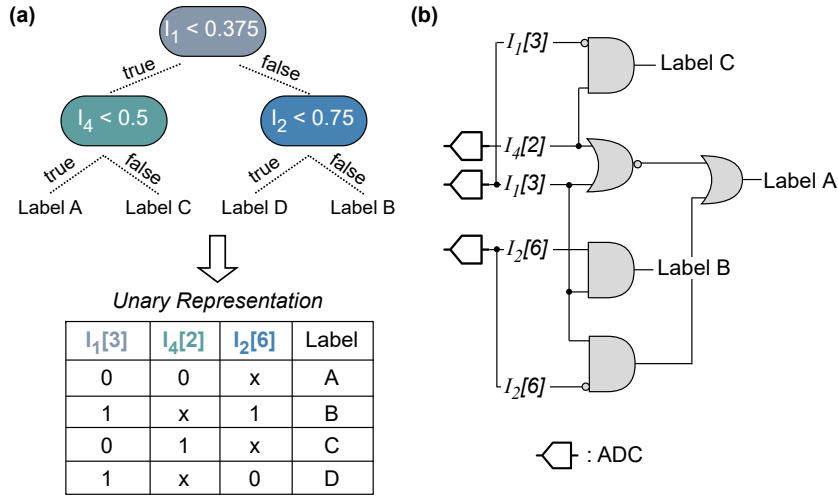 (a)
I1 < 0.375
true
false
I4 < 0.5
I2 < 0.75
true
false
true
false
Label A
Label C
Label D
Label B
Unary Representation
I1[3] I4[2] I2[6] Label
0 0 x A
1 x 1 B
0 1 x C
1 x 0 D
(b)
I1[3]
Label C
I4[2]
I1[3]
Label A
I2[6]
Label B
I2[6]
: ADC